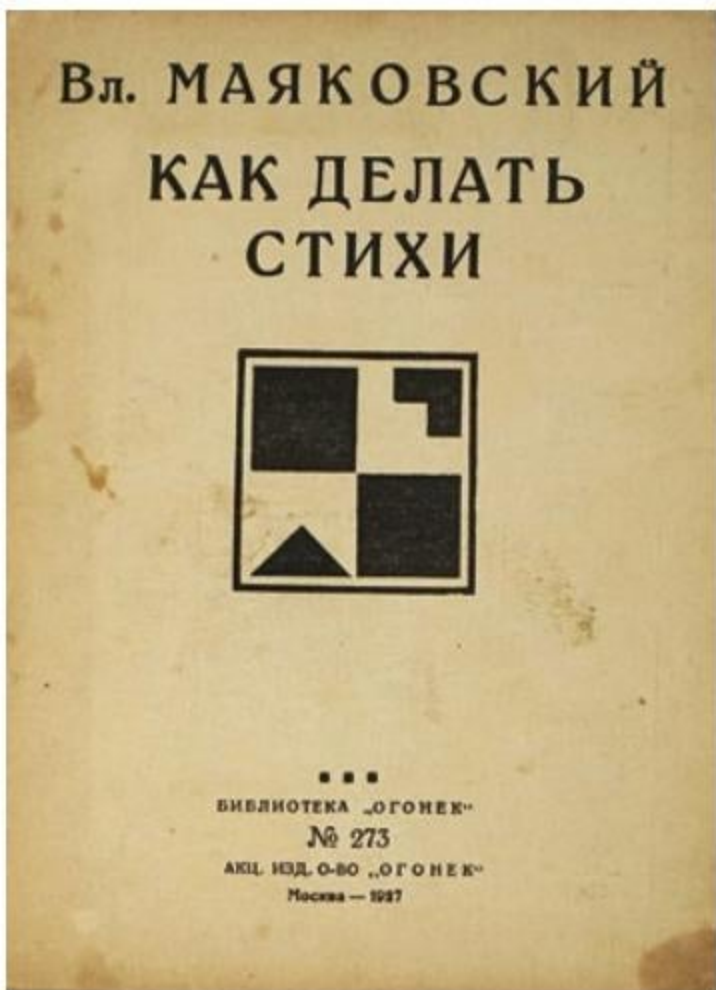 Вл. МАЯКОВСКИЙ
КАК ДЕЛАТЬ
СТИХИ
БИБЛИОТЕКА „ОГОНЕК“
№ 273
АКЦ. ИЗД. О-ВО „ОГОНЕК“
Москва — 1927